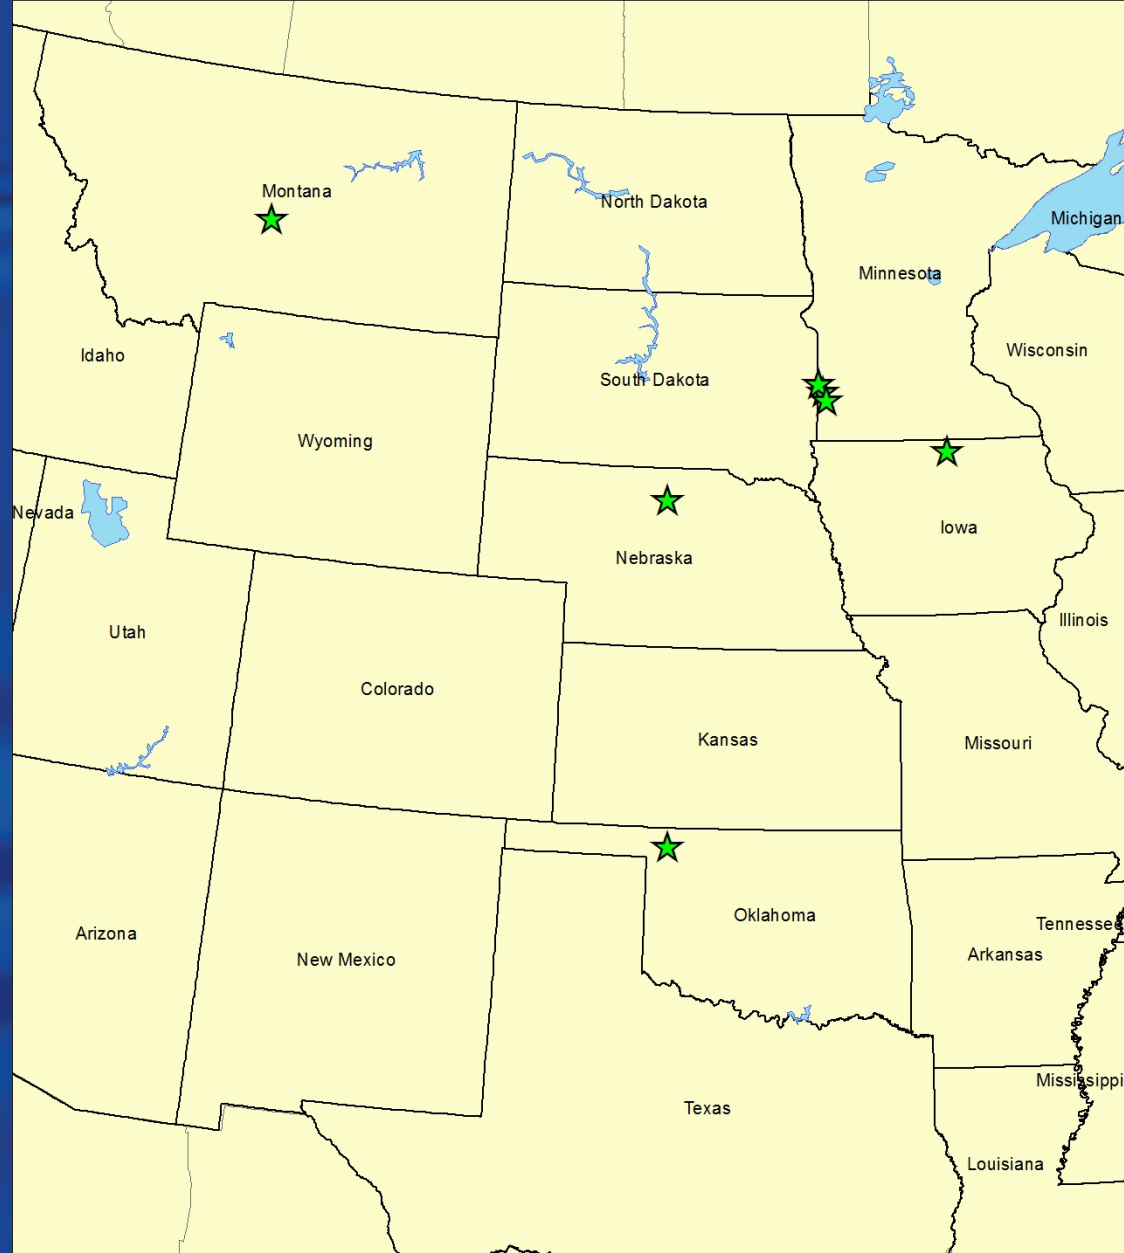 Montana
North Dakota
Michigan
Minnesota
Idaho
Wisconsin
South Dakota
Wyoming
Nevada
Iowa
Nebraska
Illinois
Utah
Colorado
Kansas
Missouri
Oklahoma
Tennessee
Arizona
Arkansas
New Mexico
Mississippi
Texas
Louisiana